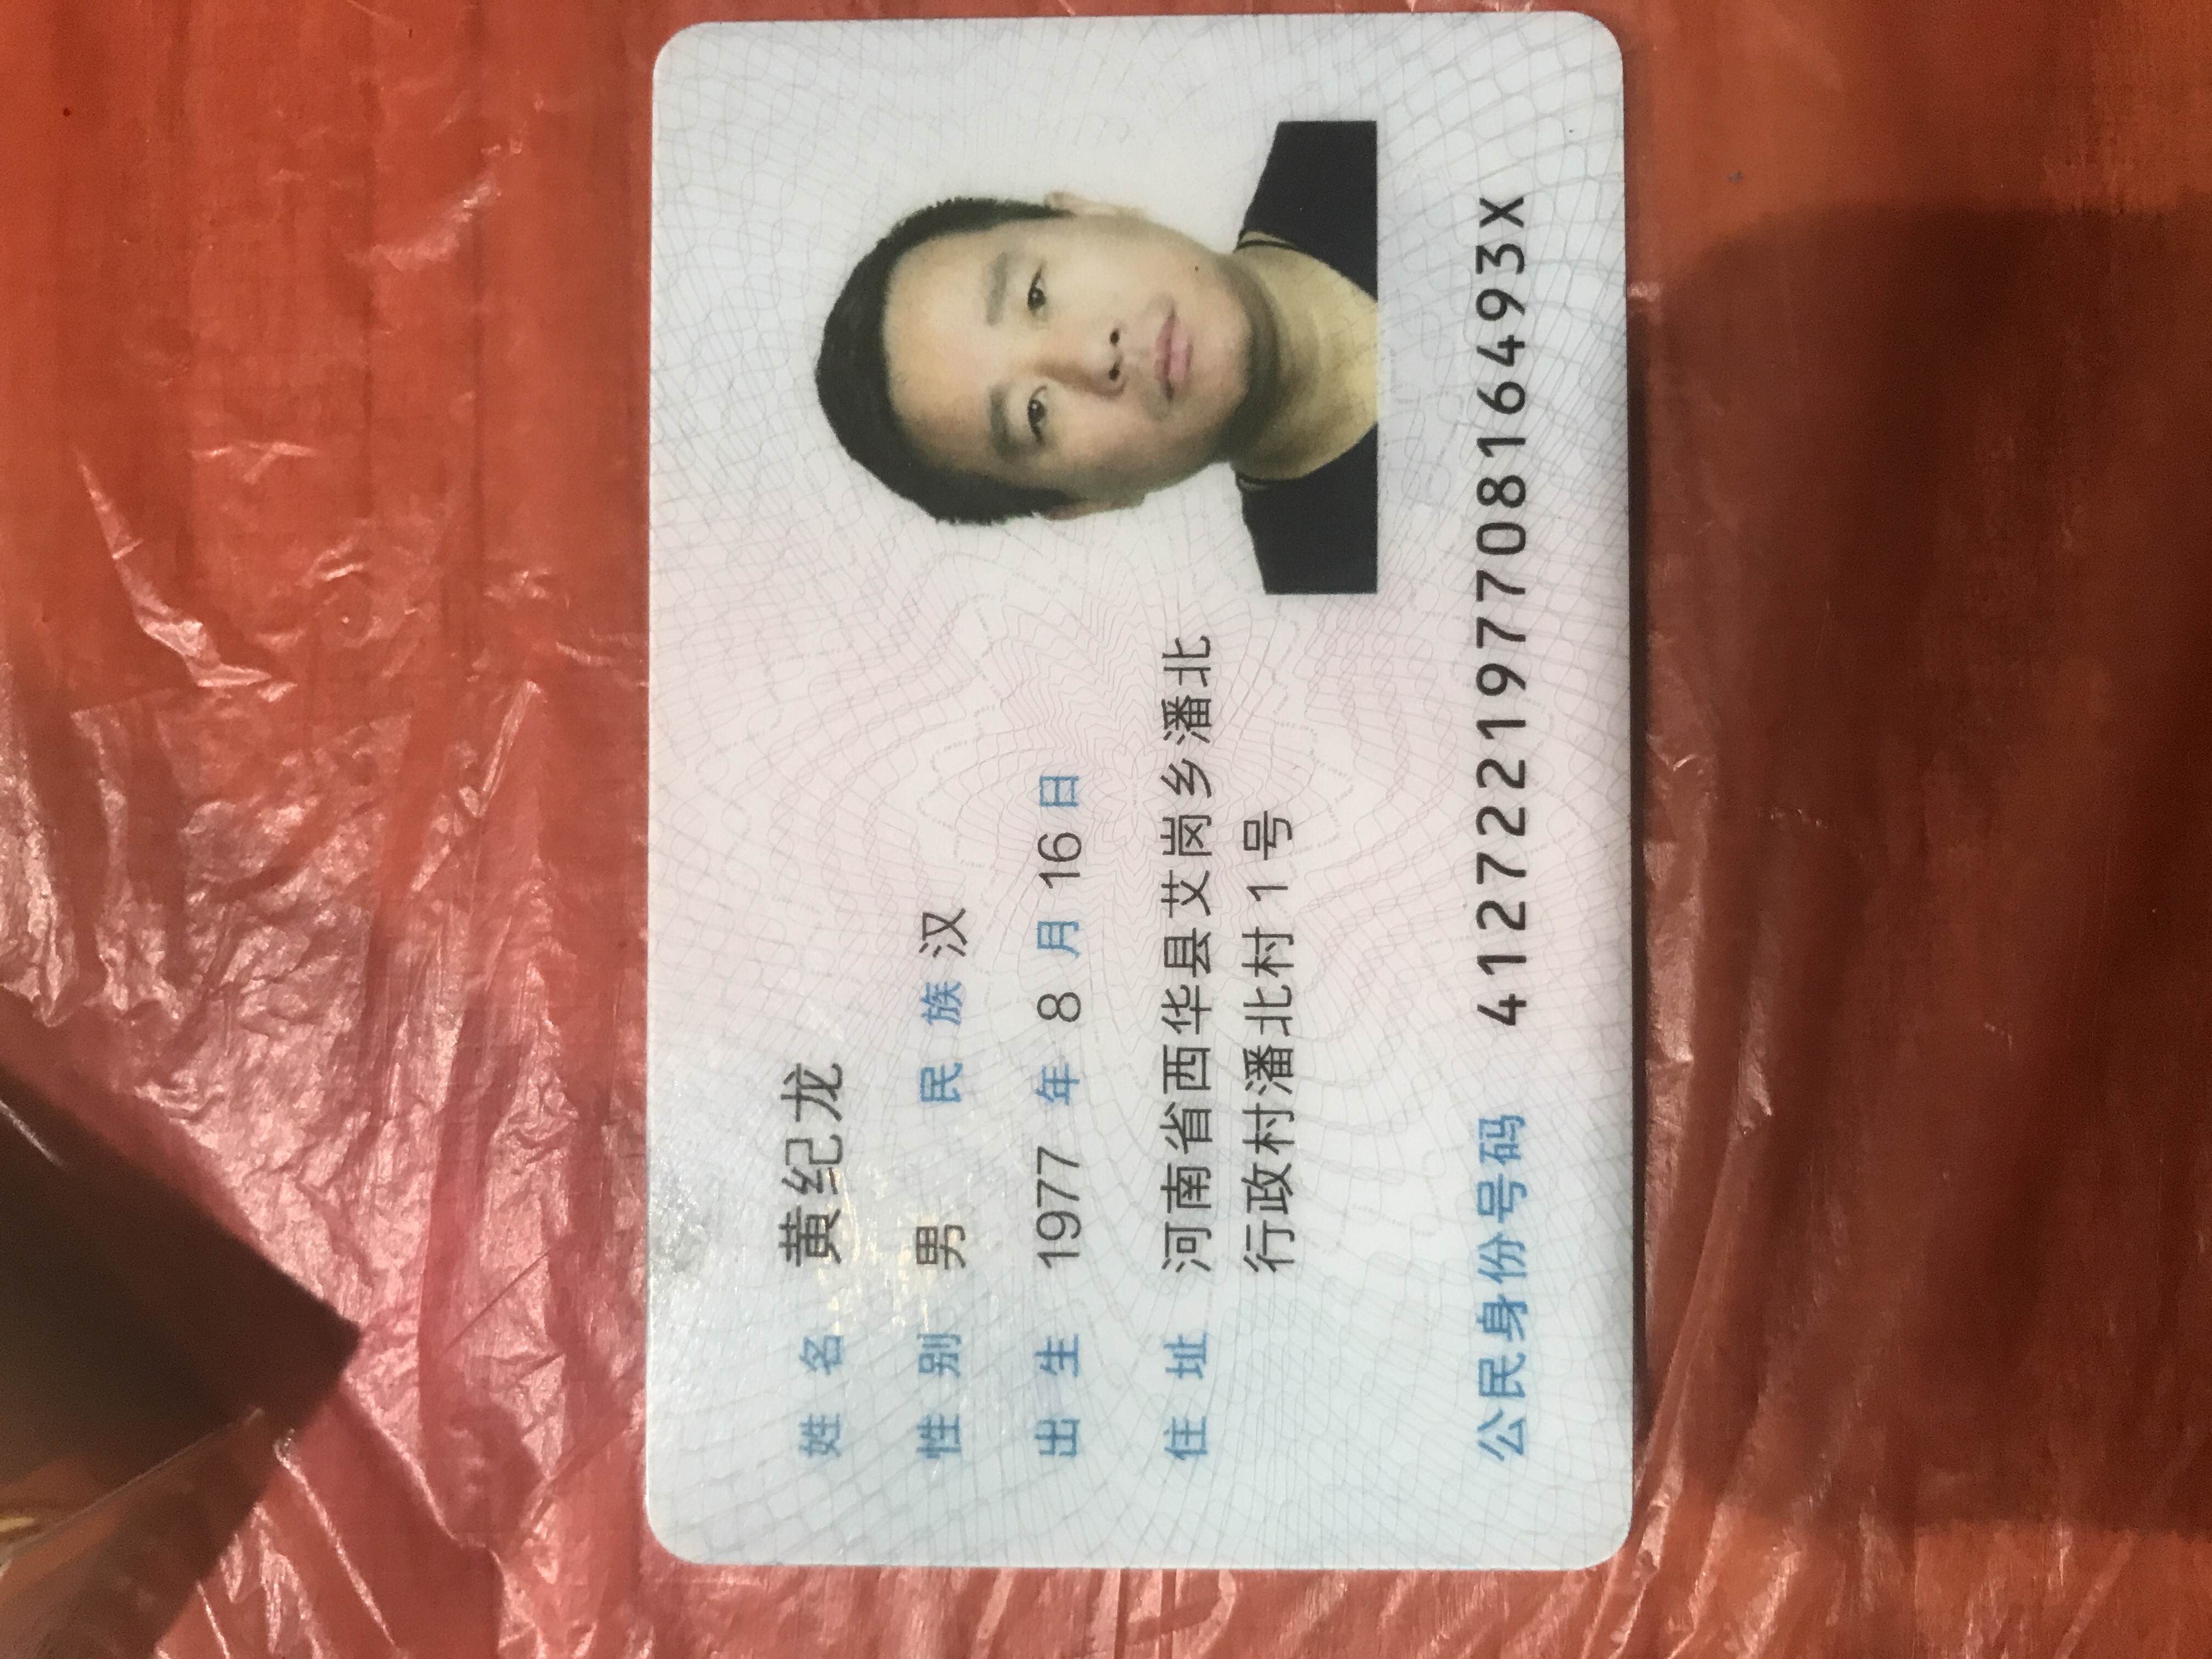 姓名 黄纪龙
性别 男 民族 汉
出生 1977 年 8 月 16 日
住址 河南省西华县艾岗乡潘北
行政村潘北村 1 号
公民身份号码 41272219770816493X